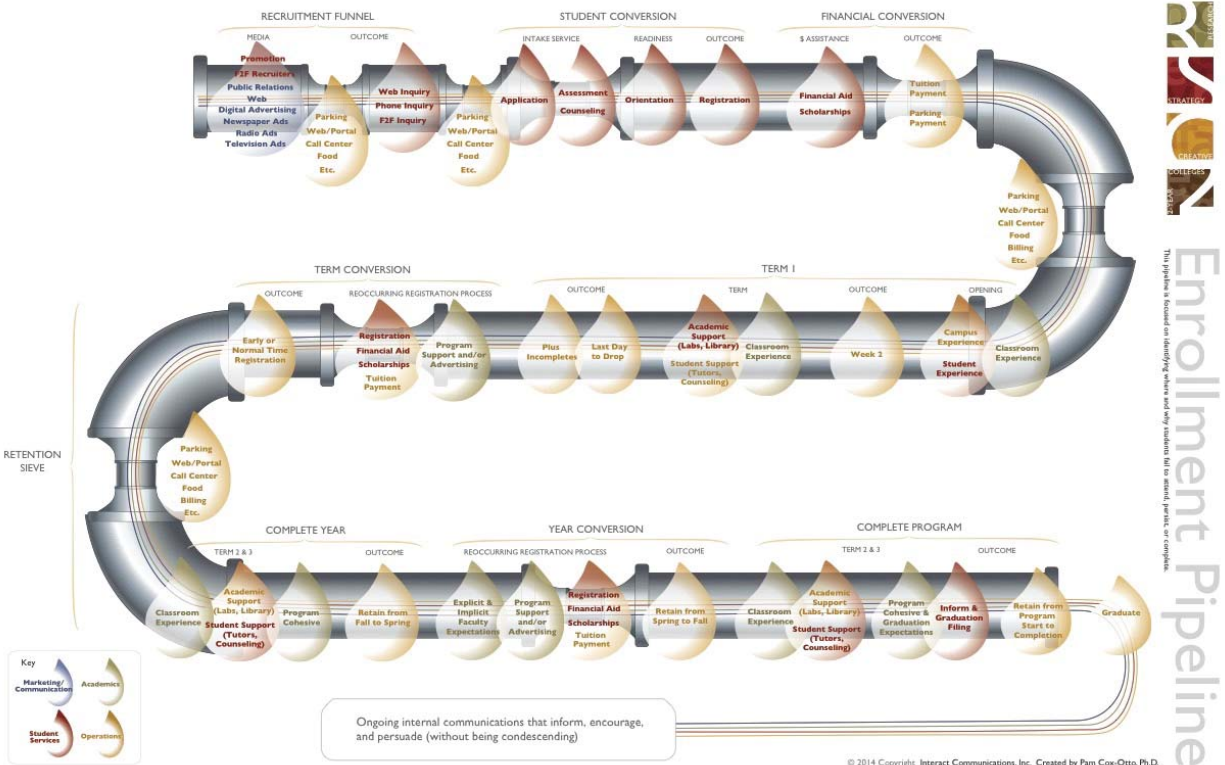 RECRUITMENT FUNNEL
STUDENT CONVERSION
FINANCIAL CONVERSION
MEDIA
OUTCOME
INTAKE SERVICE
READINESS
OUTCOME
$ ASSISTANCE
OUTCOME
Promotion
F2F Recruiters
Public Relations
Web
Digital Advertising
Newspaper Ads
Radio Ads
Television Ads
Parking
Web/Portal
Call Center
Food
Etc.
Web Inquiry
Phone Inquiry
F2F Inquiry
Parking
Web/Portal
Call Center
Food
Etc.
Application
Assessment
Counseling
Orientation
Registration
Financial Aid
Scholarships
Tuition
Payment
Parking
Payment
Parking
Web/Portal
Call Center
Food
Billing
Etc.
TERM CONVERSION
TERM 1
OUTCOME
REOCCURRING REGISTRATION PROCESS
OUTCOME
TERM
OUTCOME
OPENING
Early or
Normal Time
Registration
Registration
Financial Aid
Scholarships
Tuition
Payment
Program
Support and/or
Advertising
Plus
Incompletes
Last Day
to Drop
Academic
Support
(Labs, Library)
Student Support
(Tutors,
Counseling)
Classroom
Experience
Week 2
Campus
Experience
Student
Experience
Classroom
Experience
RETENTION
SIEVE
Parking
Web/Portal
Call Center
Food
Billing
Etc.
COMPLETE YEAR
YEAR CONVERSION
COMPLETE PROGRAM
TERM 2 & 3
OUTCOME
REOCCURRING REGISTRATION PROCESS
OUTCOME
TERM 2 & 3
OUTCOME
Classroom
Experience
Academic
Support
(Labs, Library)
Student Support
(Tutors,
Counseling)
Program
Cohesive
Retain from
Fall to Spring
Explicit &
Implicit
Faculty
Expectations
Program
Support
and/or
Advertising
Registration
Financial Aid
Scholarships
Tuition
Payment
Retain from
Spring to Fall
Classroom
Experience
Academic
Support
(Labs, Library)
Student Support
(Tutors,
Counseling)
Program
Cohesive &
Graduation
Expectations
Inform &
Graduation
Filing
Retain from
Program
Start to
Completion
Graduate
Key
Marketing/
Communication
Academics
Student
Services
Operations
Ongoing internal communications that inform, encourage,
and persuade (without being condescending)
© 2014 Copyright Interact Communications, Inc. Created by Pam Cox-Otto, Ph.D.
STRATEGY
CREATIVE
COLLEGES
Enrollment Pipeline
This pipeline is focused on identifying where and why students fail to attend, persist, or complete.